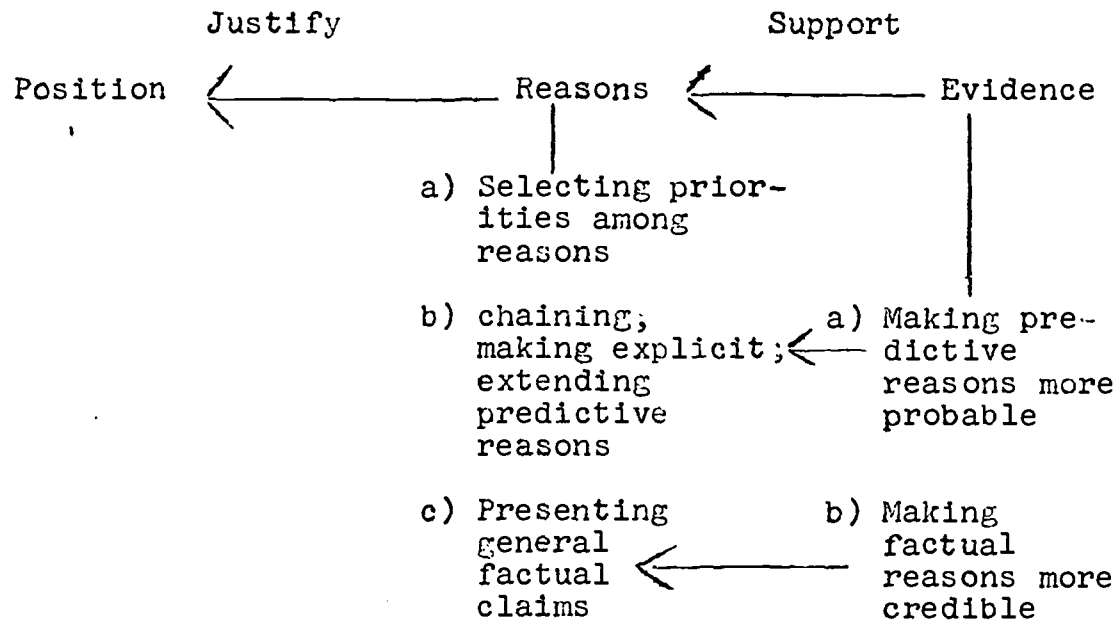 Justify Support
Position Reasons Evidence
a) Selecting prior-
ities among
reasons
b) chaining;
making explicit;
extending
predictive
reasons
a) Making pre-
dictive
reasons more
probable
c) Presenting
general
factual
claims
b) Making
factual
reasons more
credible